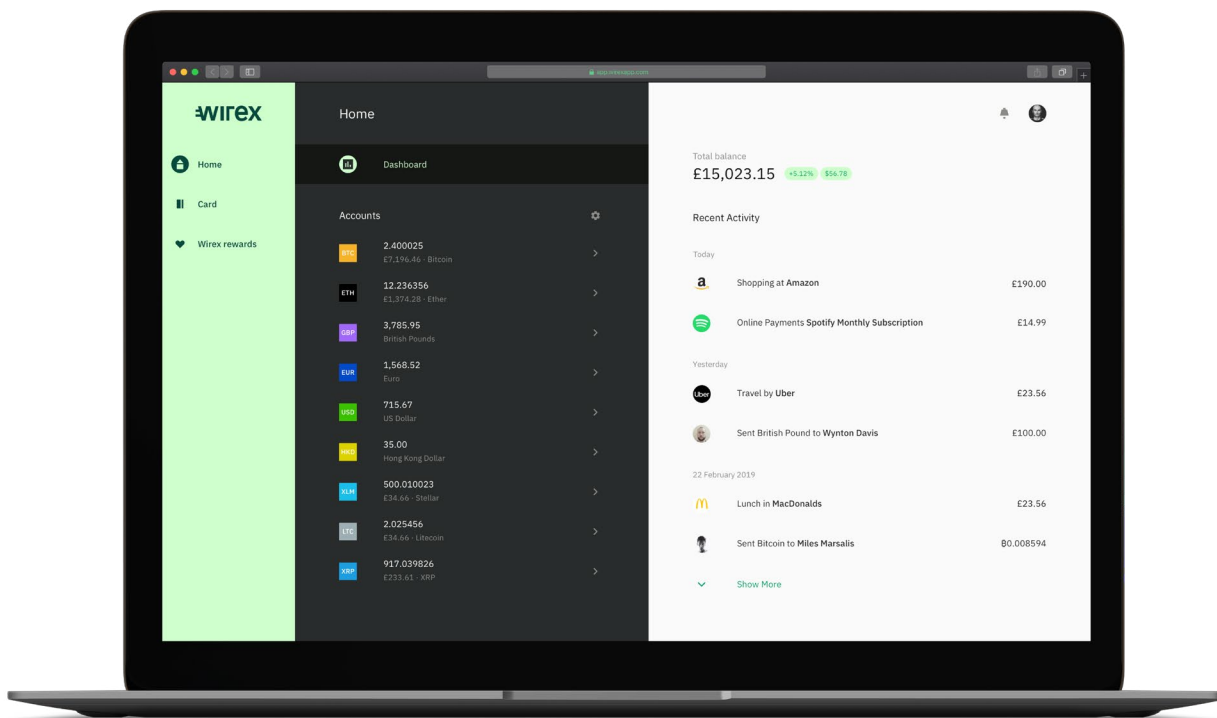 app.wirexapp.com
wirex
Home
Card
Wirex rewards
Home
Dashboard
Accounts
BTC
2.400025
£7,196.46 · Bitcoin
ETH
12.236356
£1,374.28 · Ether
GBP
3,785.95
British Pounds
EUR
1,568.52
Euro
USD
715.67
US Dollar
HKD
35.00
Hong Kong Dollar
XLM
500.010023
£34.66 · Stellar
LTC
2.025456
£34.66 · Litecoin
XRP
917.039826
£233.61 · XRP
Total balance
£15,023.15 +5.12% $56.78
Recent Activity
Today
a Shopping at Amazon £190.00
Online Payments Spotify Monthly Subscription £14.99
Yesterday
Uber Travel by Uber £23.56
Sent British Pound to Wynton Davis £100.00
22 February 2019
Lunch in MacDonalds £23.56
Sent Bitcoin to Miles Marsalis ₿0.008594
Show More